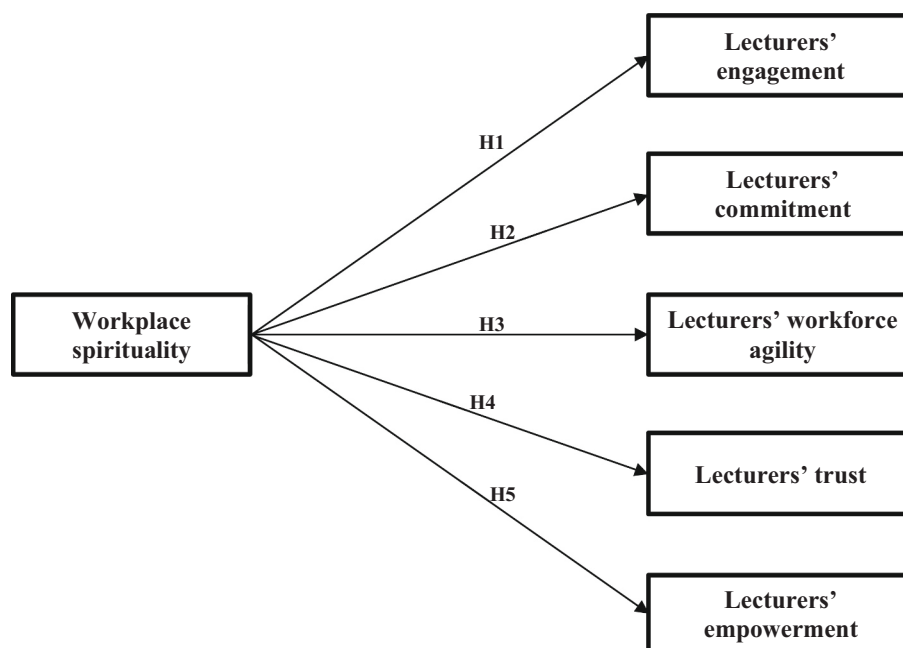 Lecturers’
engagement
H1
Lecturers’
commitment
H2
Workplace
spirituality
H3
Lecturers’ workforce
agility
H4
Lecturers’ trust
H5
Lecturers’
empowerment